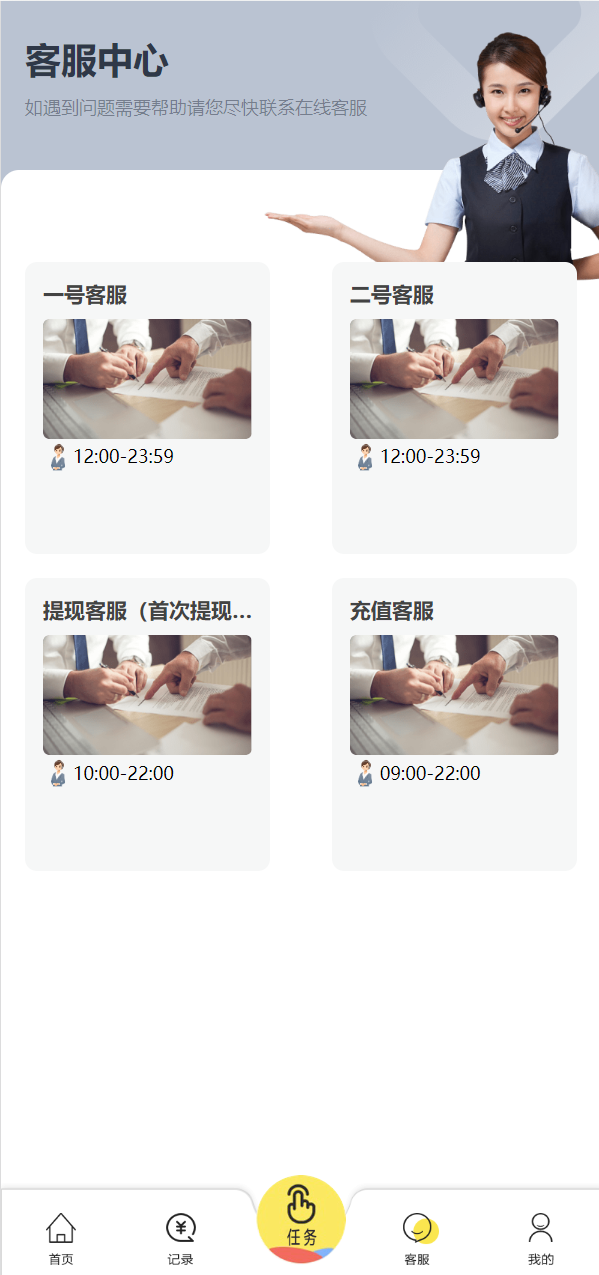 客服中心
如遇到问题需要帮助请您尽快联系在线客服
一号客服
二号客服
12:00-23:59
12:00-23:59
提现客服（首次提现...
充值客服
10:00-22:00
09:00-22:00
首页
记录
任务
客服
我的